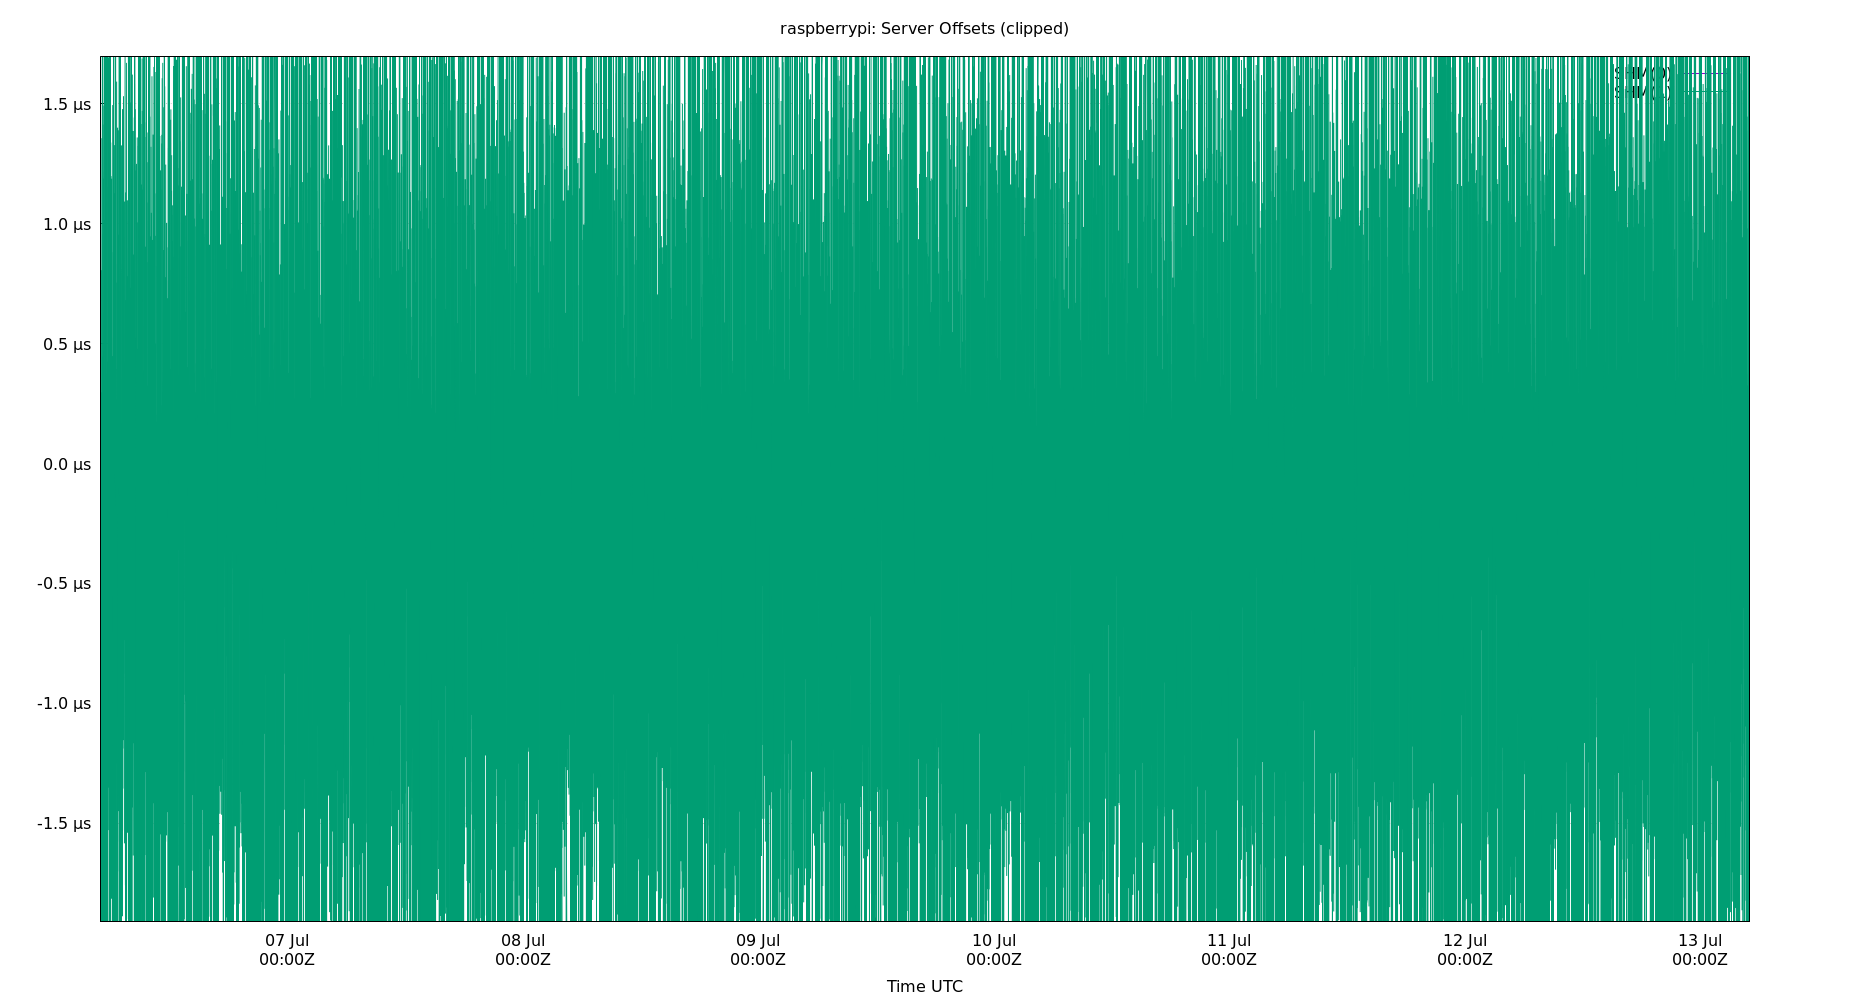 raspberrypi: Server Offsets (clipped)
SHM(0)
1.5 µs
1.0 µs
0.5 µs
0.0 µs
-0.5 µs
-1.0 µs
-1.5 µs
07 Jul 08 Jul 09 Jul 10 Jul 11 Jul 12 Jul 13 Jul
00:00Z 00:00Z 00:00Z 00:00Z 00:00Z 00:00Z 00:00Z
Time UTC